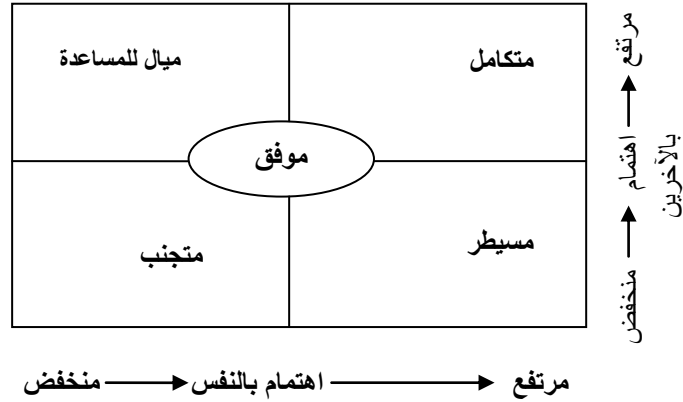 متكامل
ميال للمساعدة
موفق
مسيطر
متجنب
مرتفع
اهتمام
بالآخرين
منخفض
مرتفع
اهتمام بالنفس
منخفض